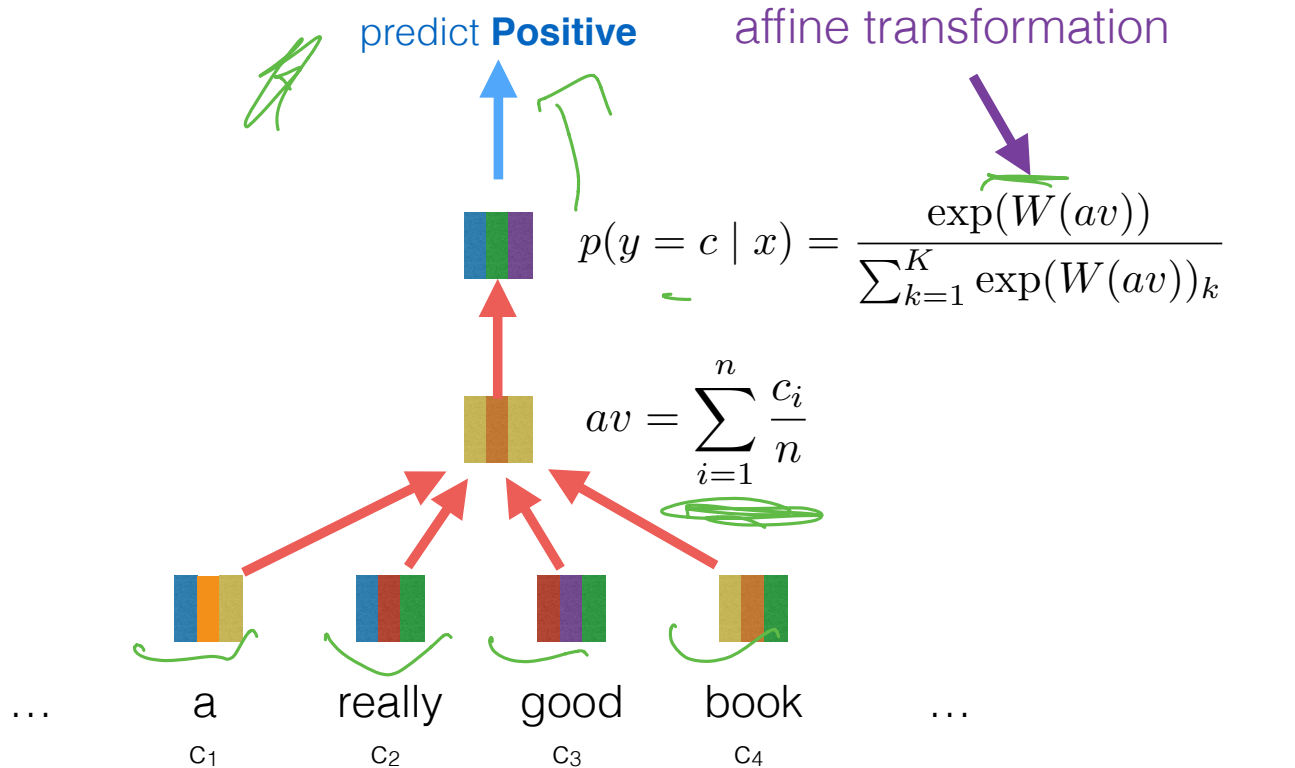 predict Positive
affine transformation
p(y = c | x) = exp(W(av)) / ∑_{k=1}^{K} exp(W(av))_k
av = ∑_{i=1}^{n} c_i / n
... a really good book ...
c₁ c₂ c₃ c₄